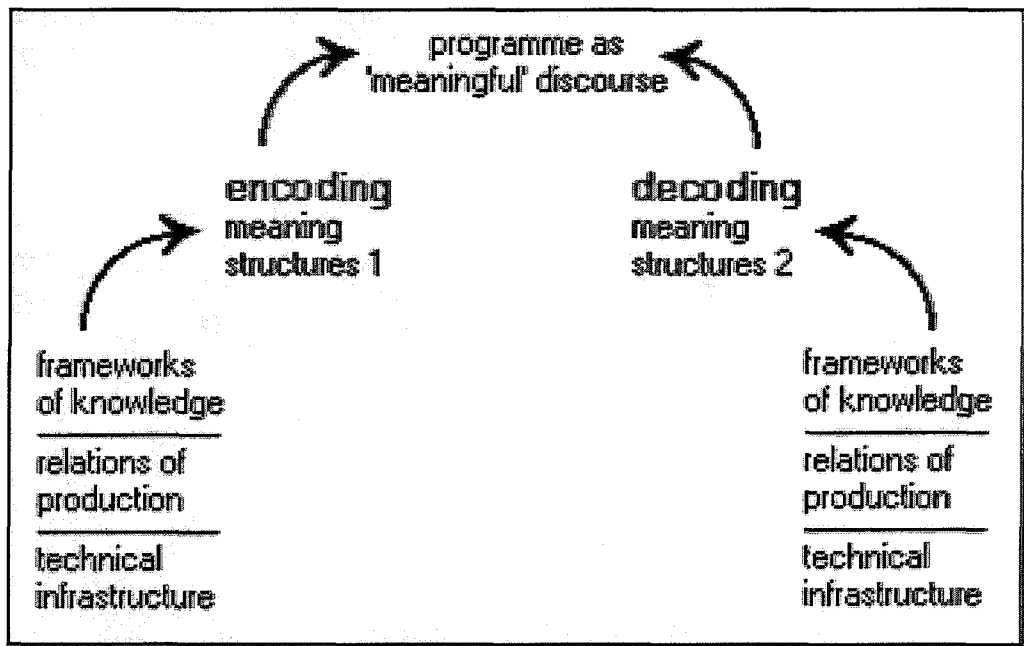 programme as
'meaningful' discourse
encoding
meaning
structures 1
decoding
meaning
structures 2
frameworks
of knowledge
relations of
production
technical
infrastructure
frameworks
of knowledge
relations of
production
technical
infrastructure